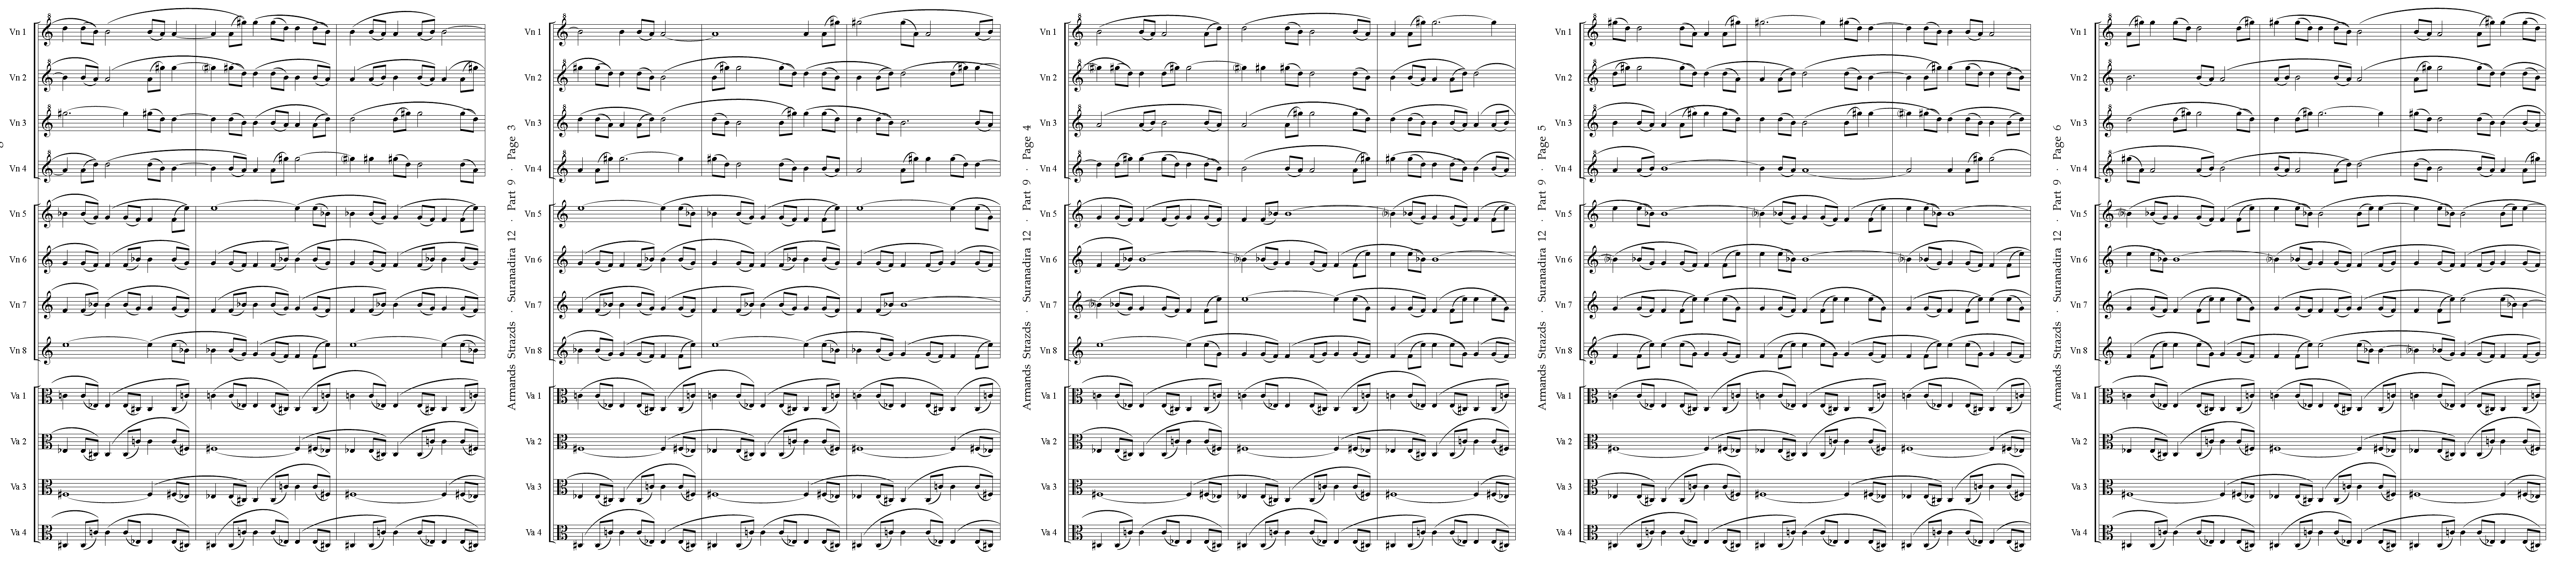 Vn 1
Vn 2
Vn 3
Vn 4
Vn 5
Vn 6
Vn 7
Vn 8
Va 1
Va 2
Va 3
Va 4
Armands Strazds · Suranadira 12 · Part 9 · Page 3
Vn 1
Vn 2
Vn 3
Vn 4
Vn 5
Vn 6
Vn 7
Vn 8
Va 1
Va 2
Va 3
Va 4
Armands Strazds · Suranadira 12 · Part 9 · Page 4
Vn 1
Vn 2
Vn 3
Vn 4
Vn 5
Vn 6
Vn 7
Vn 8
Va 1
Va 2
Va 3
Va 4
Armands Strazds · Suranadira 12 · Part 9 · Page 5
Vn 1
Vn 2
Vn 3
Vn 4
Vn 5
Vn 6
Vn 7
Vn 8
Va 1
Va 2
Va 3
Va 4
Armands Strazds · Suranadira 12 · Part 9 · Page 6
Vn 1
Vn 2
Vn 3
Vn 4
Vn 5
Vn 6
Vn 7
Vn 8
Va 1
Va 2
Va 3
Va 4